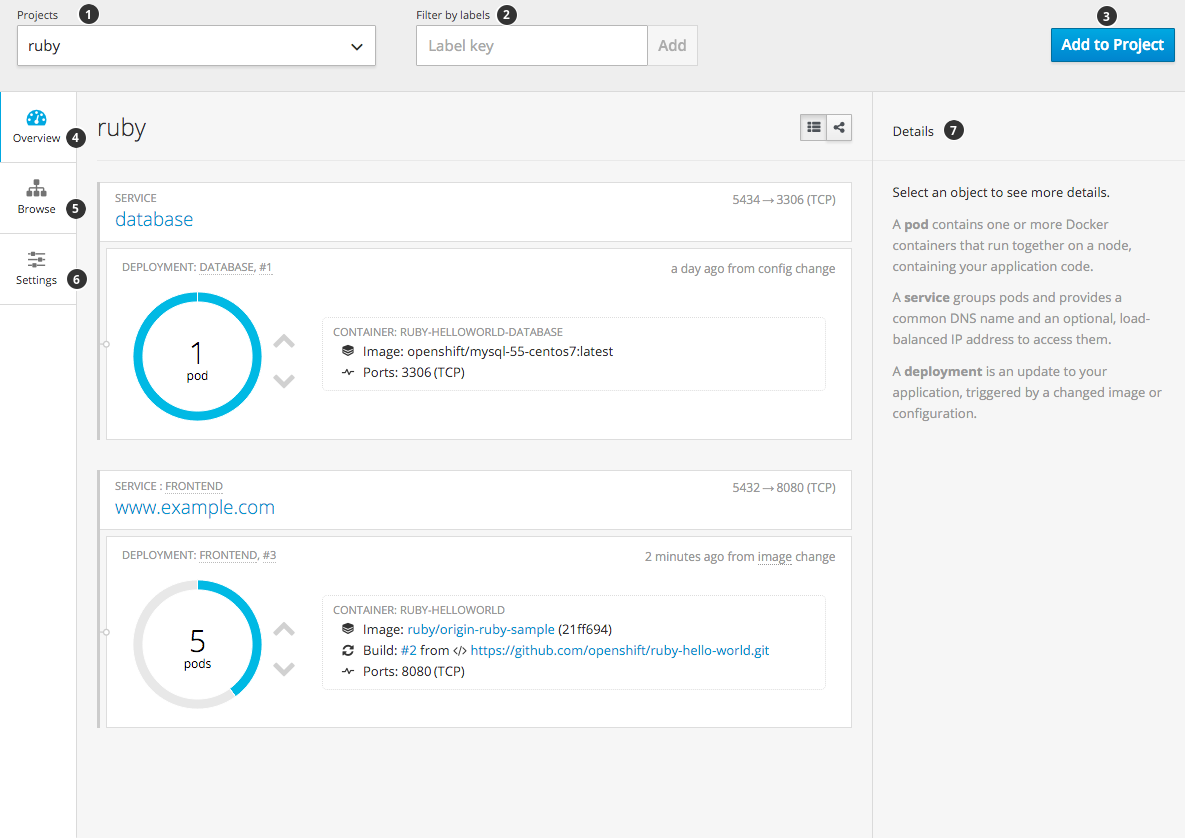 Projects 1
Filter by labels 2
3
ruby
Label key
Add
Add to Project
Overview 4
Browse 5
Settings 6
ruby
SERVICE
database
5434→3306 (TCP)
DEPLOYMENT: DATABASE, #1
a day ago from config change
1
pod
CONTAINER: RUBY-HELLOWORLD-DATABASE
Image: openshift/mysql-55-centos7:latest
Ports: 3306 (TCP)
SERVICE : FRONTEND
www.example.com
5432→8080 (TCP)
DEPLOYMENT: FRONTEND, #3
2 minutes ago from image change
5
pods
CONTAINER: RUBY-HELLOWORLD
Image: ruby/origin-ruby-sample (21ff694)
Build: #2 from </> https://github.com/openshift/ruby-hello-world.git
Ports: 8080 (TCP)
Details 7
Select an object to see more details.
A pod contains one or more Docker
containers that run together on a node,
containing your application code.
A service groups pods and provides a
common DNS name and an optional, load-
balanced IP address to access them.
A deployment is an update to your
application, triggered by a changed image or
configuration.